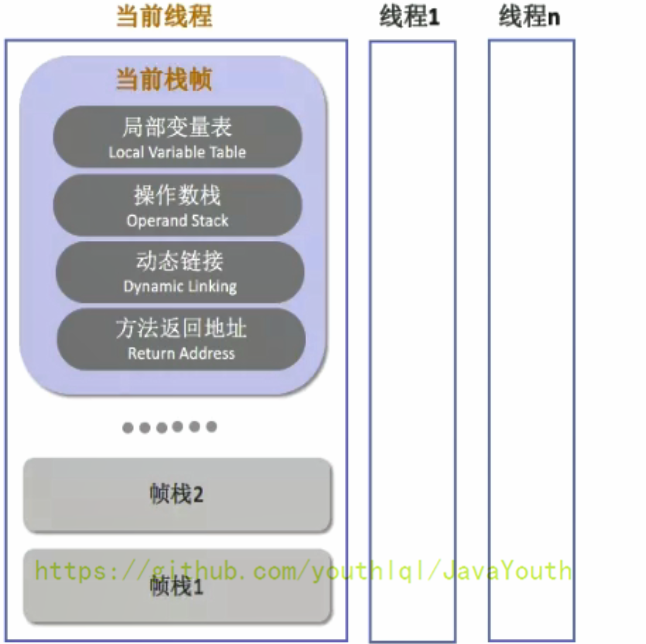 当前线程 线程1 线程n
当前栈帧
局部变量表
Local Variable Table
操作数栈
Operand Stack
动态链接
Dynamic Linking
方法返回地址
Return Address
帧栈2
https://github.com/youthlql/JavaYouth
帧栈1